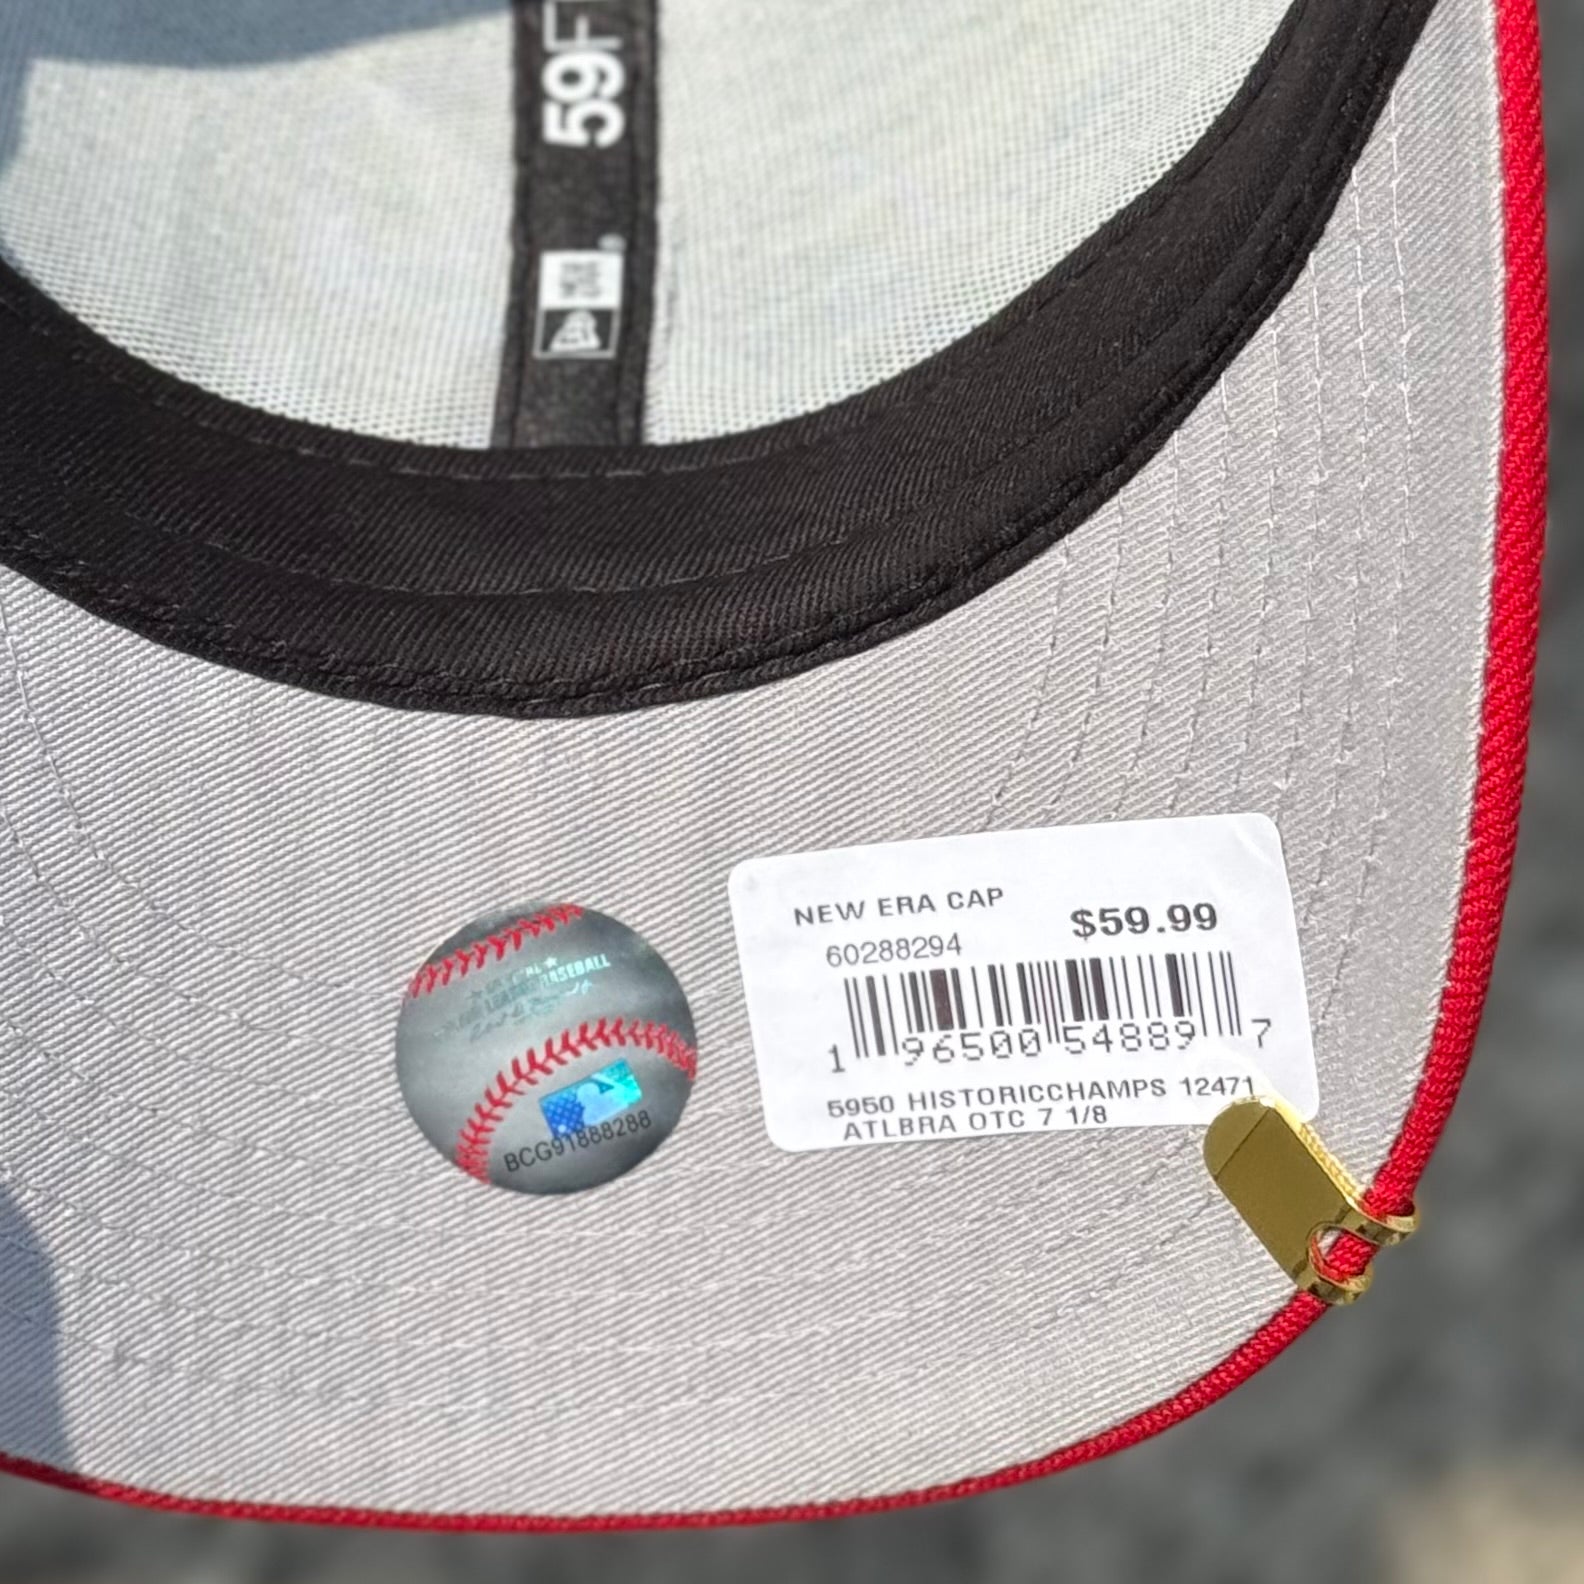 59F
NEW ERA CAP
$59.99
60288294
1 96500 54889 7
5950 HISTORICCHAMPS 12471
ATLBRA OTC 7 1/8
BASEBALL
BCG91888288